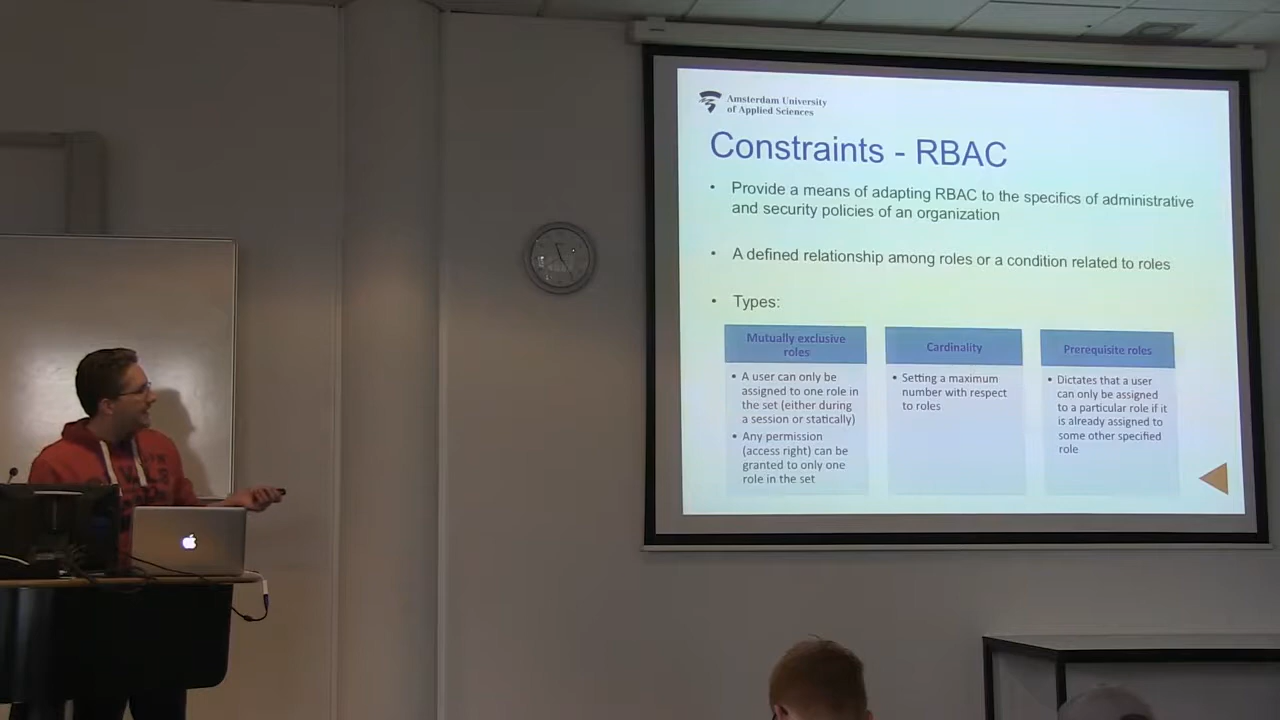 Amsterdam University
of Applied Sciences
Constraints - RBAC
• Provide a means of adapting RBAC to the specifics of administrative
and security policies of an organization
• A defined relationship among roles or a condition related to roles
• Types:
Mutually exclusive
roles
• A user can only be
assigned to one role in
the set (either during
a session or statically)
• Any permission
(access right) can be
granted to only one
role in the set
Cardinality
• Setting a maximum
number with respect
to roles
Prerequisite roles
• Dictates that a user
can only be assigned
to a particular role if it
is already assigned to
some other specified
role